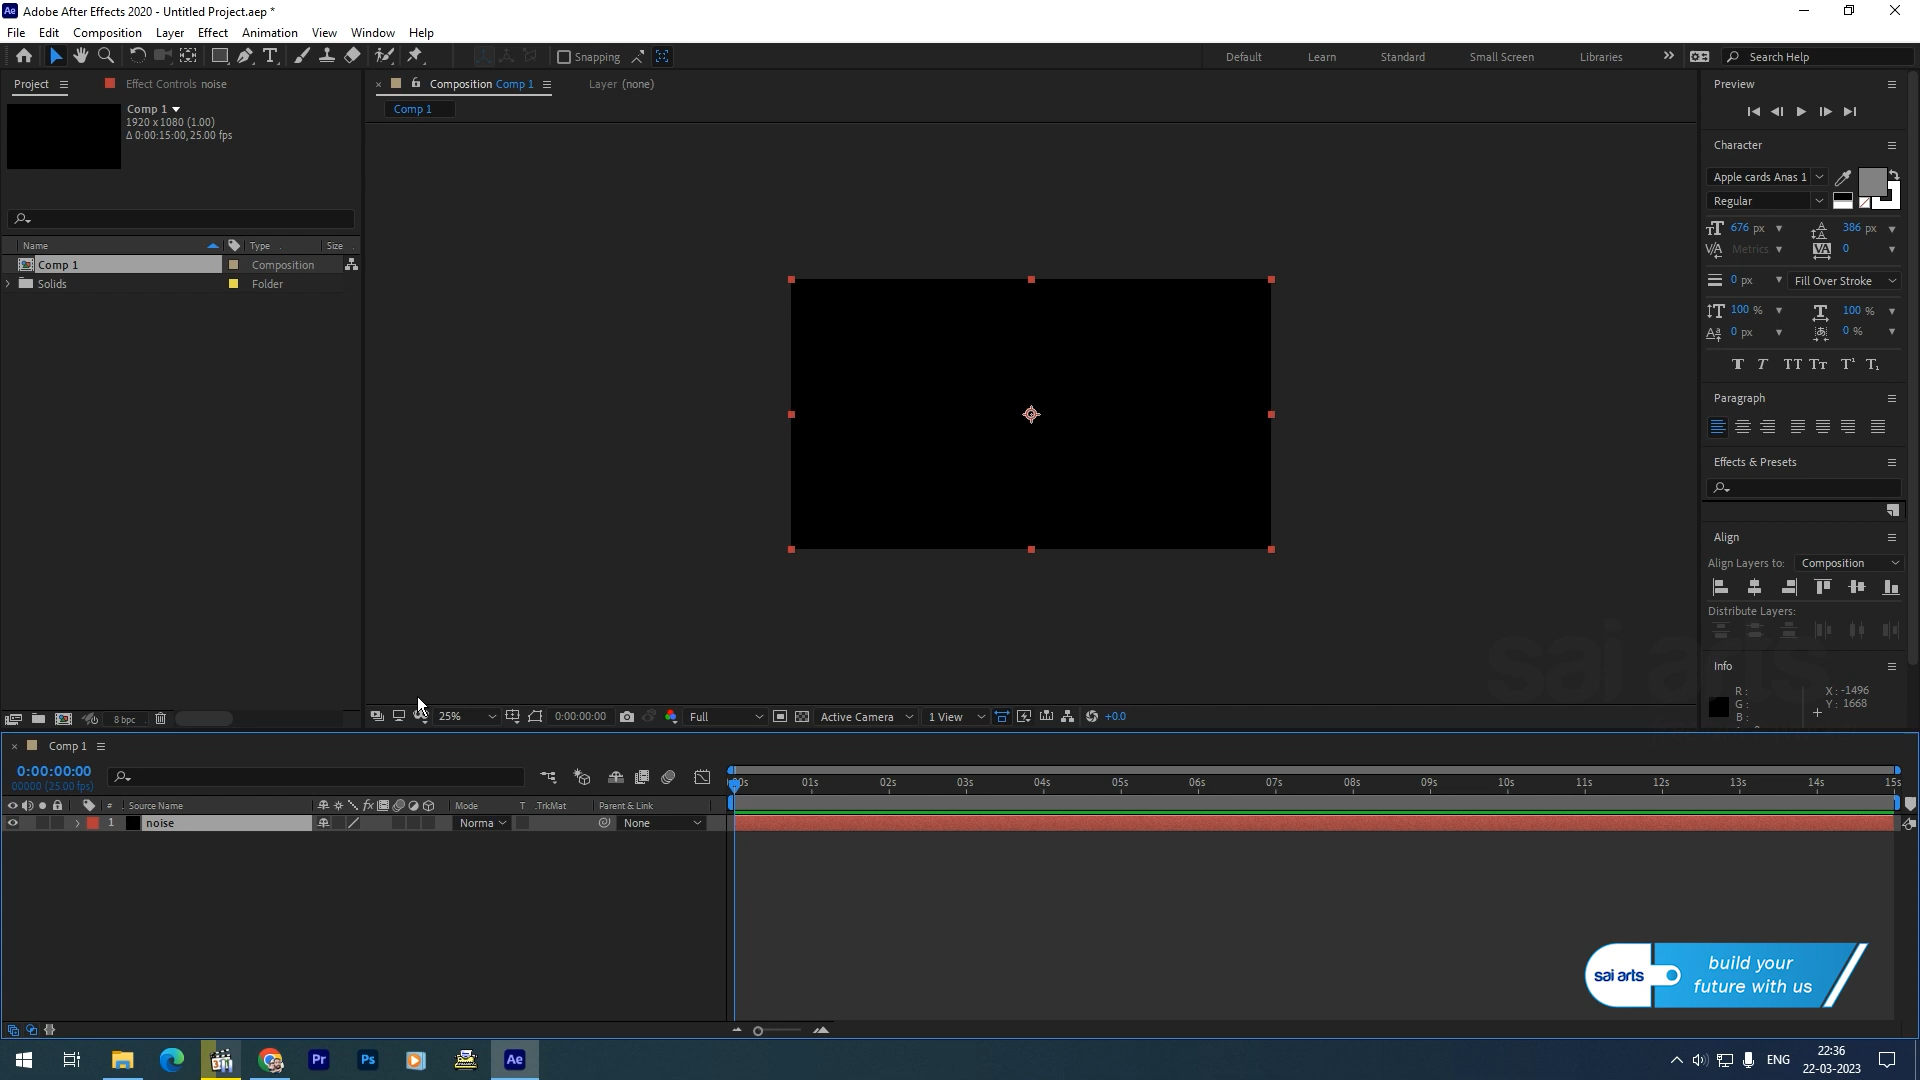 Adobe After Effects 2020 - Untitled Project.aep *
File Edit Composition Layer Effect Animation View Window Help
Snapping
Default Learn Standard Small Screen Libraries
Search Help
Project
Effect Controls noise
Composition Comp 1
Layer (none)
Comp 1
Comp 1
1920 x 1080 (1.00)
Δ 0:00:15:00, 25.00 fps
Name Type Size
Comp 1 Composition
Solids Folder
8 bpc
25%
0:00:00:00
Full
Active Camera
1 View
+0.0
Preview
Character
Apple cards Anas 1
Regular
676 px 386 px
Metrics 0
0 px Fill Over Stroke
100 % 100 %
0 px 0 %
Paragraph
Effects & Presets
Align
Align Layers to: Composition
Distribute Layers:
sai arts
Info
R: X: -1496
G: Y: 1668
B:
Comp 1
0:00:00:00
00000 (25.00 fps)
# Source Name Mode T .TrkMat Parent & Link
1 noise Norma None
01s 02s 03s 04s 05s 06s 07s 08s 09s 10s 11s 12s 13s 14s 15s
sai arts
build your
future with us
Pr Ps Ae
ENG
22:36
22-03-2023